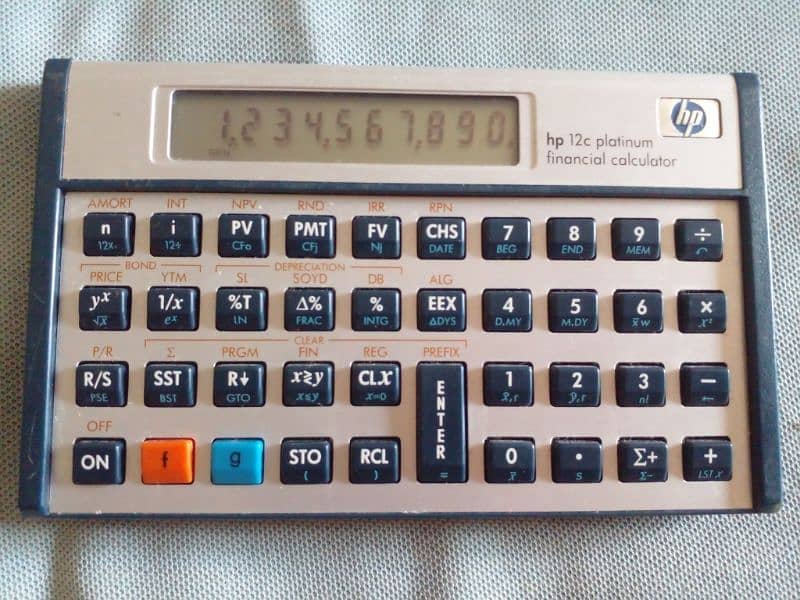 1,234,567,890.
BEGIN
hp
hp 12c platinum
financial calculator
AMORT INT NPV RND IRR RPN
n i PV PMT FV CHS 7 8 9 ÷
12× 12÷ CFo CFj Nj DATE BEG END MEM
BOND DEPRECIATION
PRICE YTM SL SOYD DB ALG
yˣ 1/x %T Δ% % EEX 4 5 6 ×
√x eˣ LN FRAC INTG ΔDYS D.MY M.DY x̄w x²
CLEAR
P/R Σ PRGM FIN REG PREFIX
R/S SST R↓ x≷y CLx ENTER 1 2 3 −
PSE BST GTO x≤y x=0 x̂,r ŷ,r n! ←
OFF
ON f g STO RCL 0 • Σ+ +
( ) = x̄ s Σ− LST x